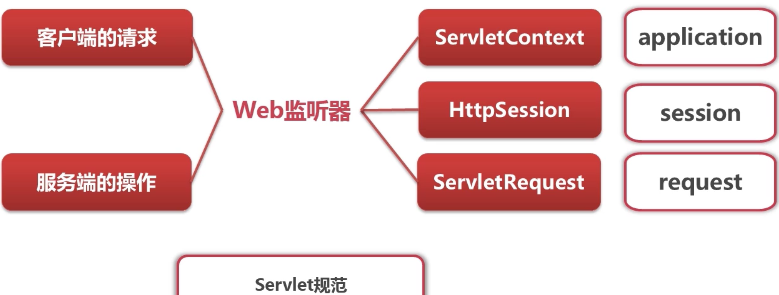 客户端的请求
ServletContext
application
Web监听器
HttpSession
session
服务端的操作
ServletRequest
request
Servlet规范